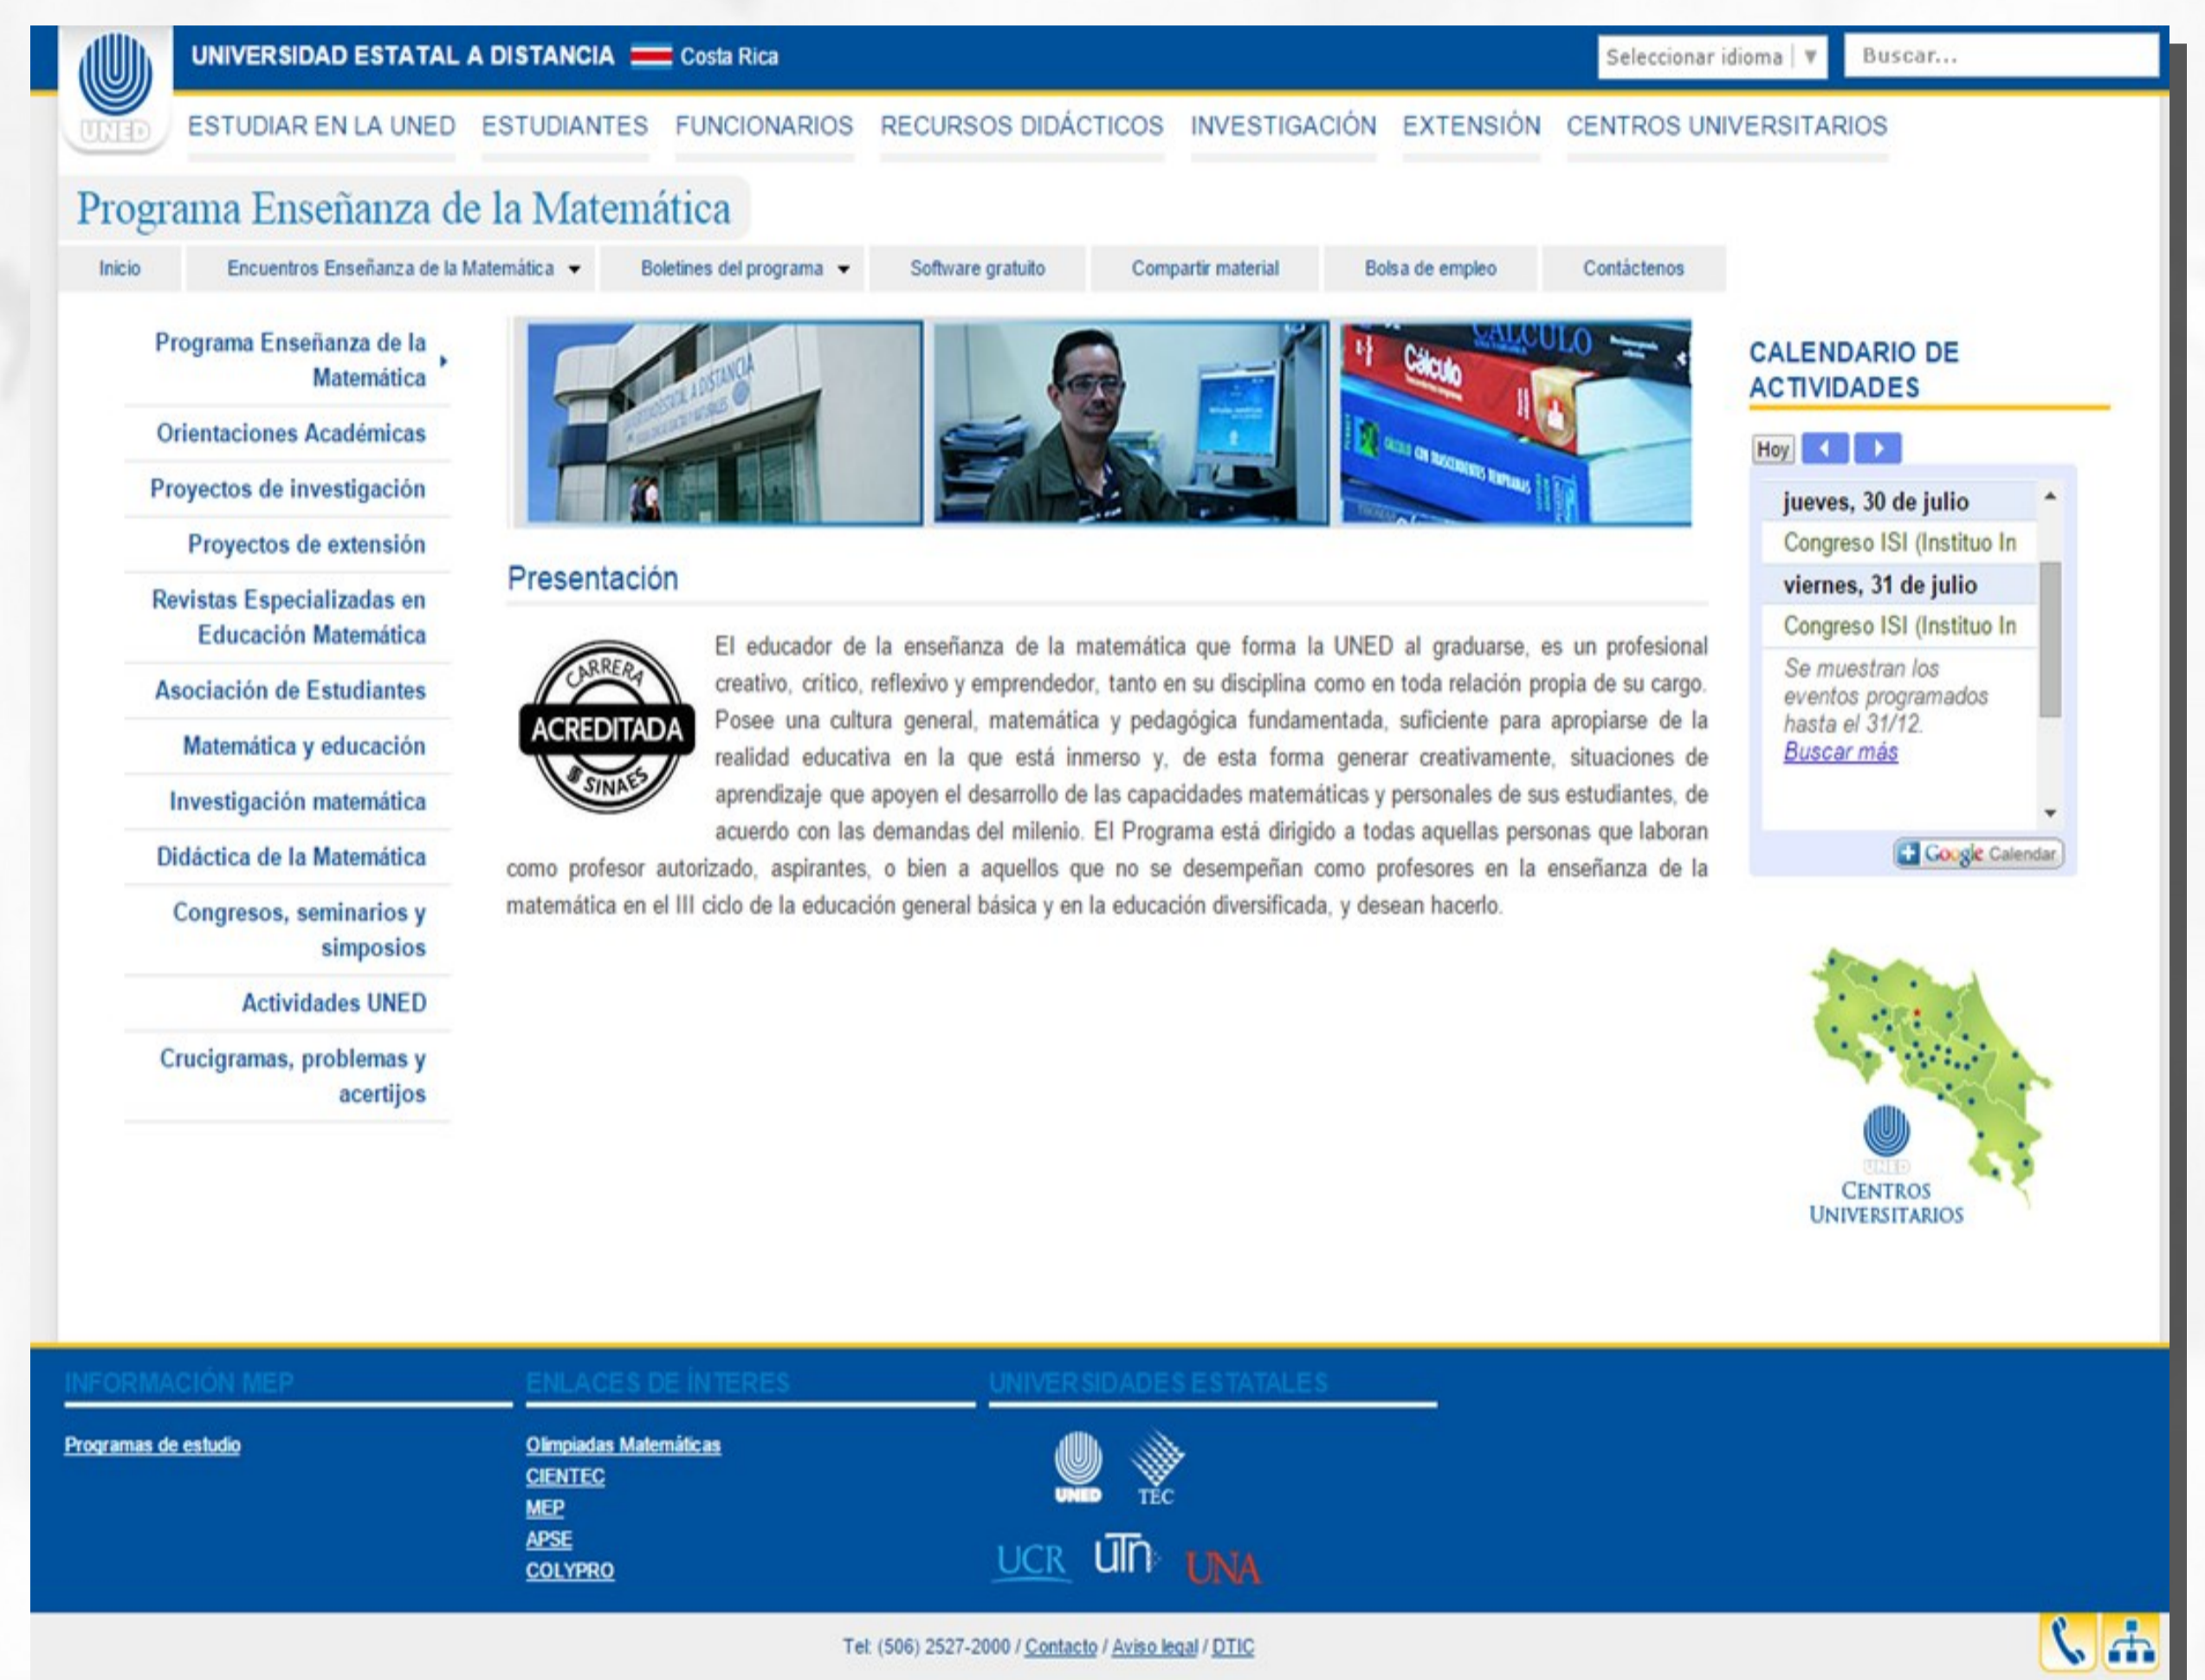 UNIVERSIDAD ESTATAL A DISTANCIA Costa Rica
Seleccionar idioma ▼
Buscar...
UNED
ESTUDIAR EN LA UNED ESTUDIANTES FUNCIONARIOS RECURSOS DIDÁCTICOS INVESTIGACIÓN EXTENSIÓN CENTROS UNIVERSITARIOS
Programa Enseñanza de la Matemática
Inicio Encuentros Enseñanza de la Matemática Boletines del programa Software gratuito Compartir material Bolsa de empleo Contáctenos
Programa Enseñanza de la
Matemática
Orientaciones Académicas
Proyectos de investigación
Proyectos de extensión
Revistas Especializadas en
Educación Matemática
Asociación de Estudiantes
Matemática y educación
Investigación matemática
Didáctica de la Matemática
Congresos, seminarios y
simposios
Actividades UNED
Crucigramas, problemas y
acertijos
CÁLCULO
Cálculo
Presentación
CARRERA
ACREDITADA
SINAES
El educador de la enseñanza de la matemática que forma la UNED al graduarse, es un profesional
creativo, crítico, reflexivo y emprendedor, tanto en su disciplina como en toda relación propia de su cargo.
Posee una cultura general, matemática y pedagógica fundamentada, suficiente para apropiarse de la
realidad educativa en la que está inmerso y, de esta forma generar creativamente, situaciones de
aprendizaje que apoyen el desarrollo de las capacidades matemáticas y personales de sus estudiantes, de
acuerdo con las demandas del milenio. El Programa está dirigido a todas aquellas personas que laboran
como profesor autorizado, aspirantes, o bien a aquellos que no se desempeñan como profesores en la enseñanza de la
matemática en el III ciclo de la educación general básica y en la educación diversificada, y desean hacerlo.
CALENDARIO DE
ACTIVIDADES
Hoy
jueves, 30 de julio
Congreso ISI (Instituo In
viernes, 31 de julio
Congreso ISI (Instituo In
Se muestran los
eventos programados
hasta el 31/12.
Buscar más
Google Calendar
UNED
CENTROS
UNIVERSITARIOS
INFORMACIÓN MEP
Programas de estudio
ENLACES DE ÍNTERES
Olimpiadas Matemáticas
CIENTEC
MEP
APSE
COLYPRO
UNIVERSIDADES ESTATALES
UNED TEC
UCR uTn UNA
Tel: (506) 2527-2000 / Contacto / Aviso legal / DTIC